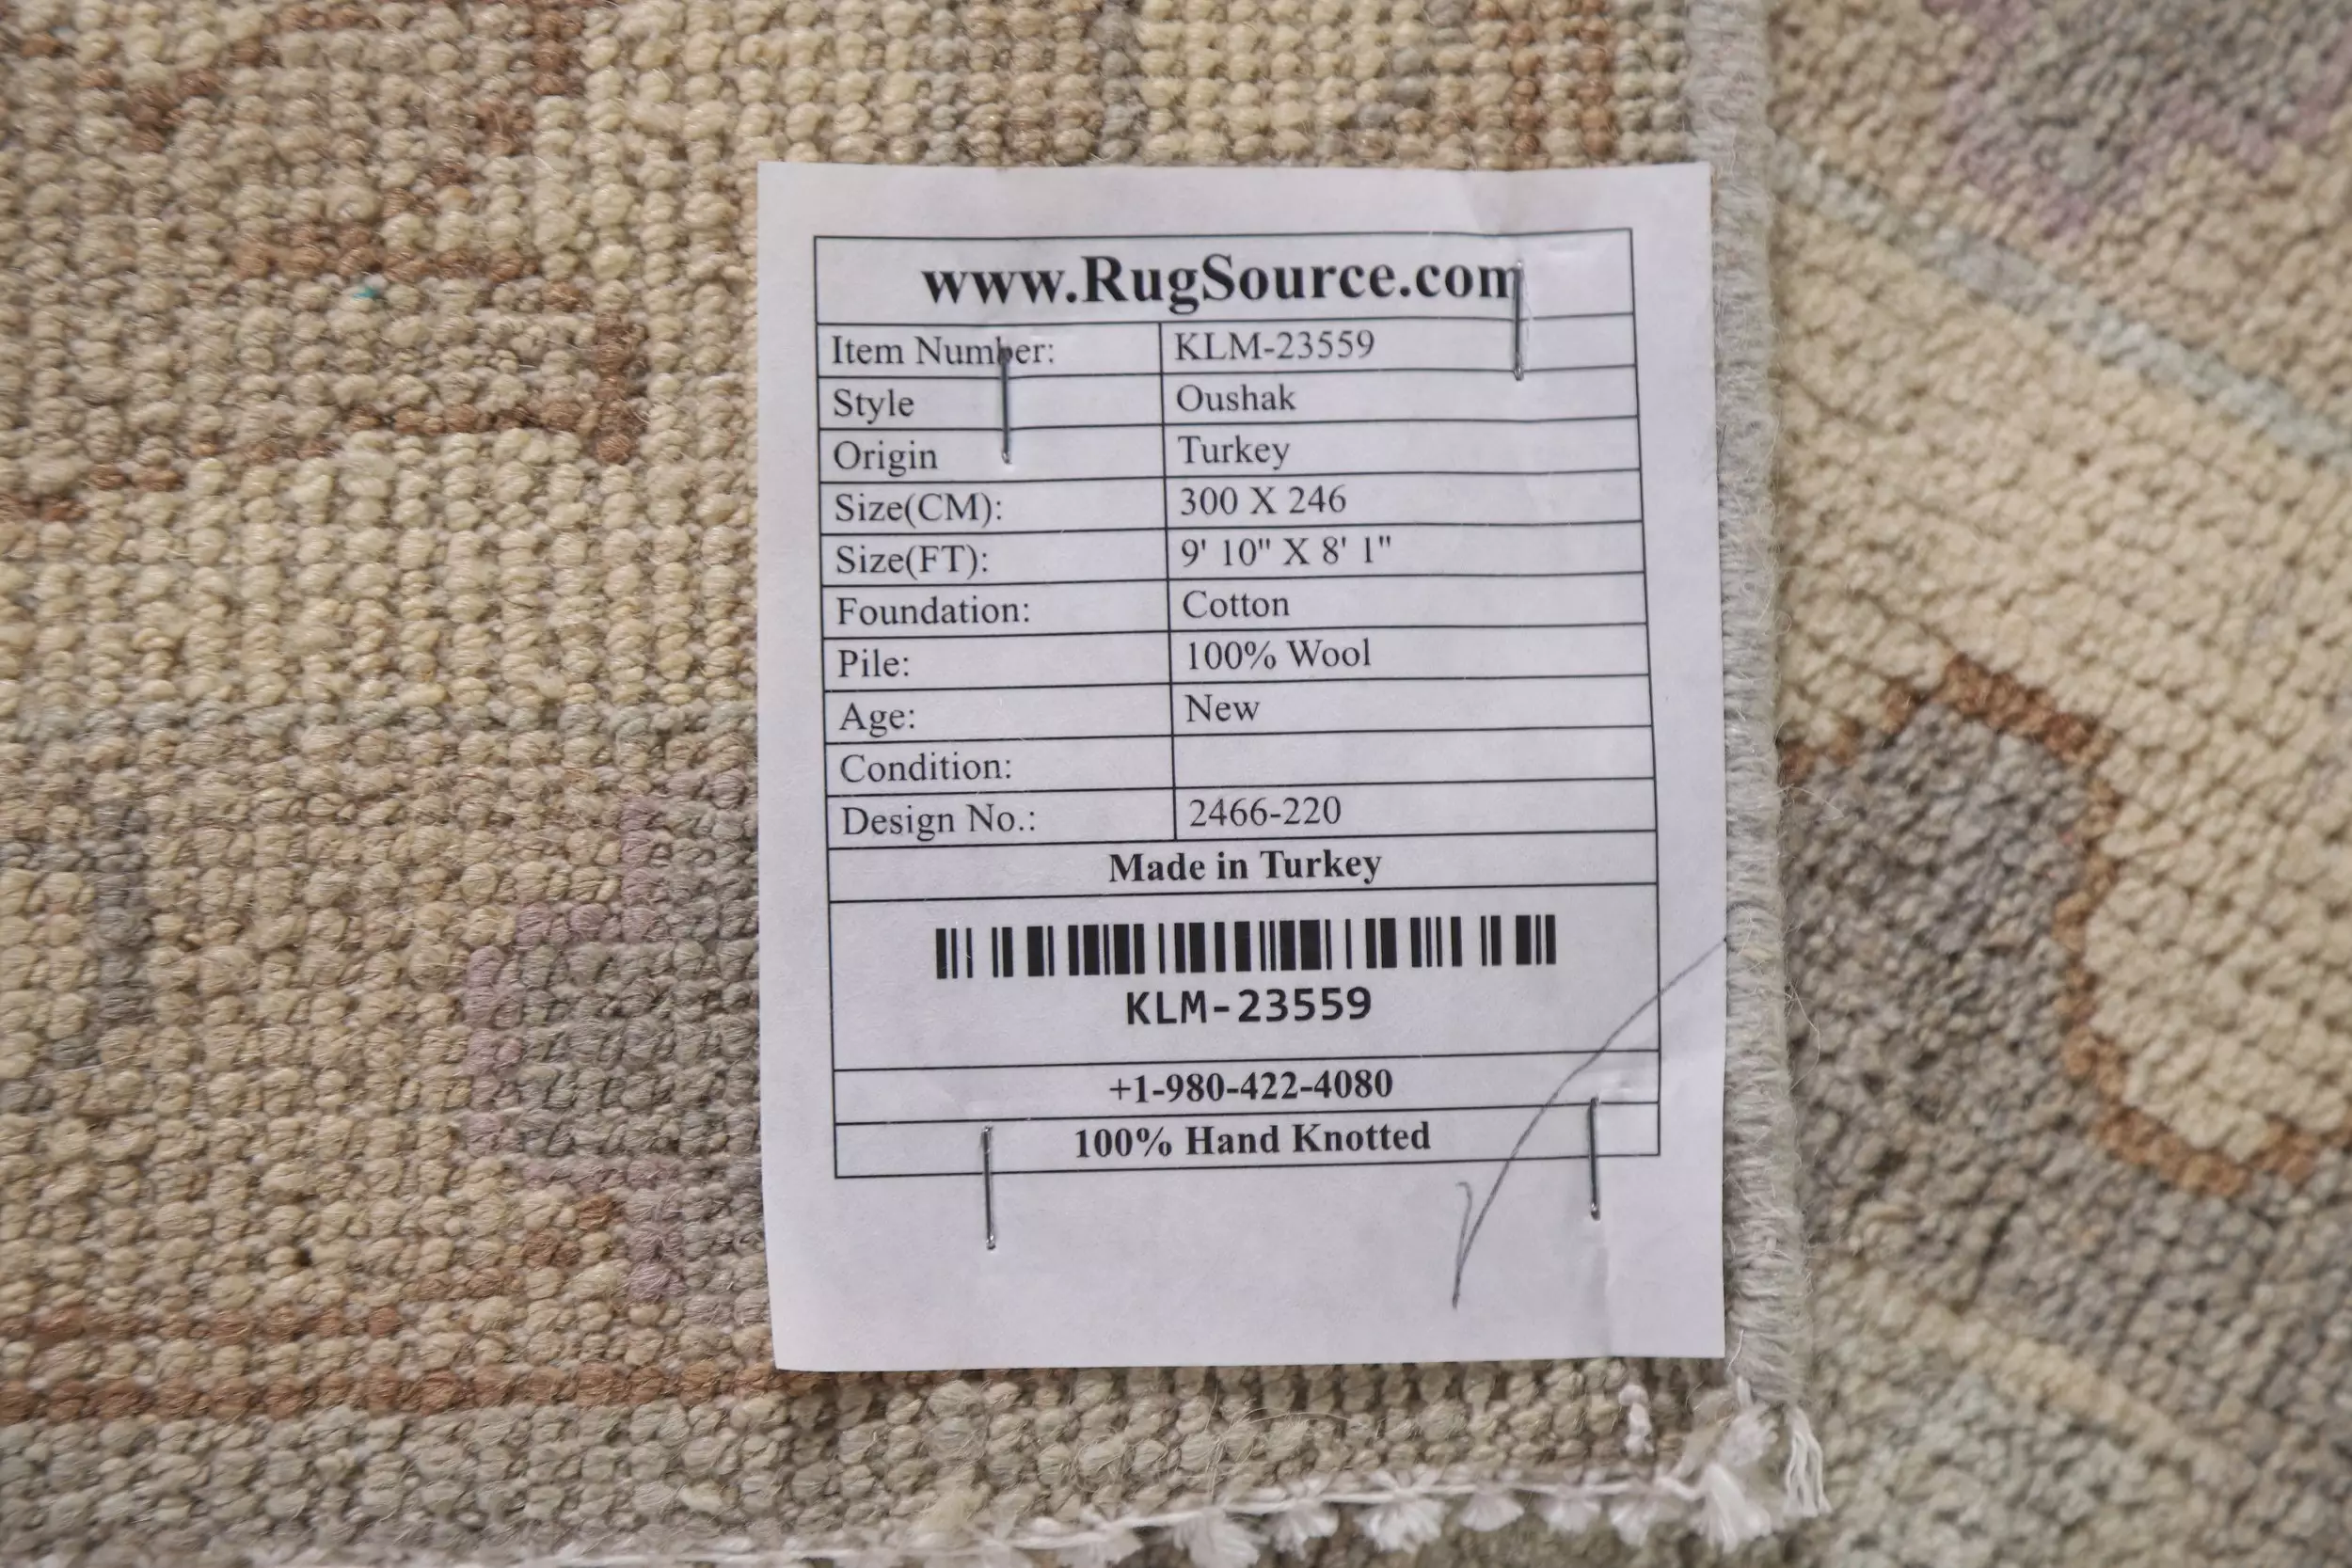 www.RugSource.com
Item Number: KLM-23559
Style Oushak
Origin Turkey
Size(CM): 300 X 246
Size(FT): 9' 10" X 8' 1"
Foundation: Cotton
Pile: 100% Wool
Age: New
Condition:
Design No.: 2466-220
Made in Turkey
KLM-23559
+1-980-422-4080
100% Hand Knotted